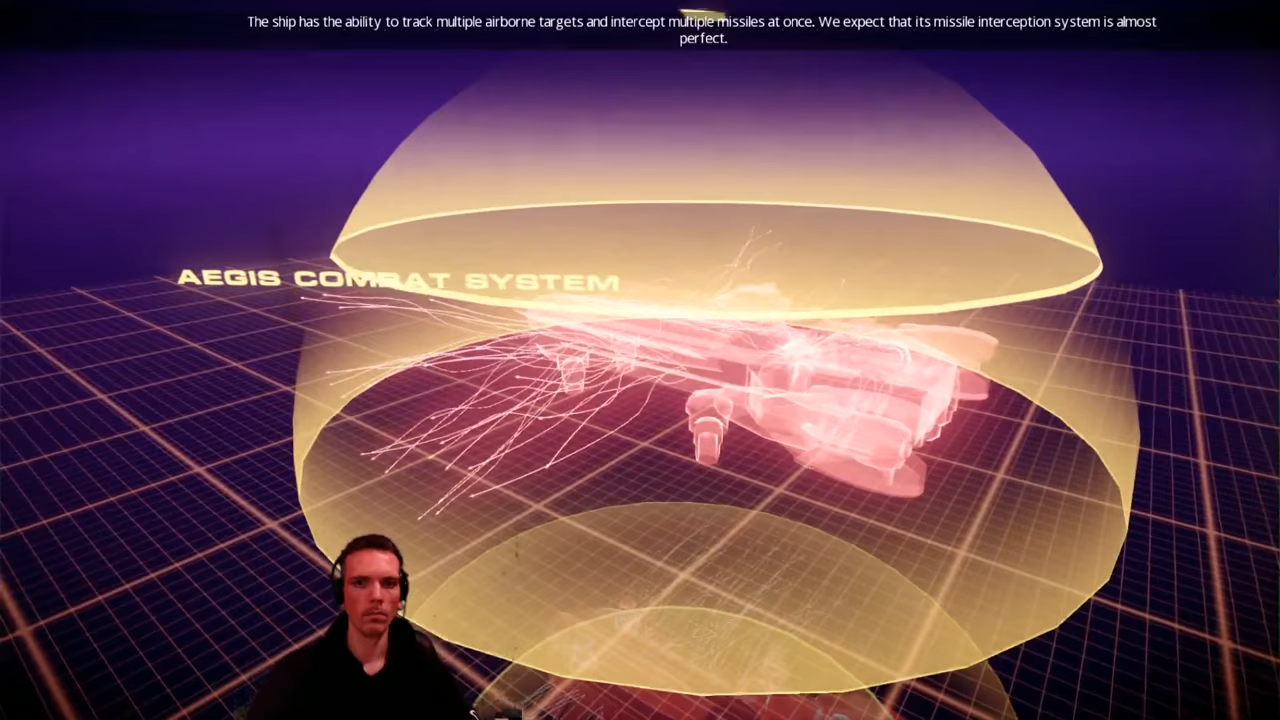 The ship has the ability to track multiple airborne targets and intercept multiple missiles at once. We expect that its missile interception system is almost
perfect.
AEGIS COMBAT SYSTEM